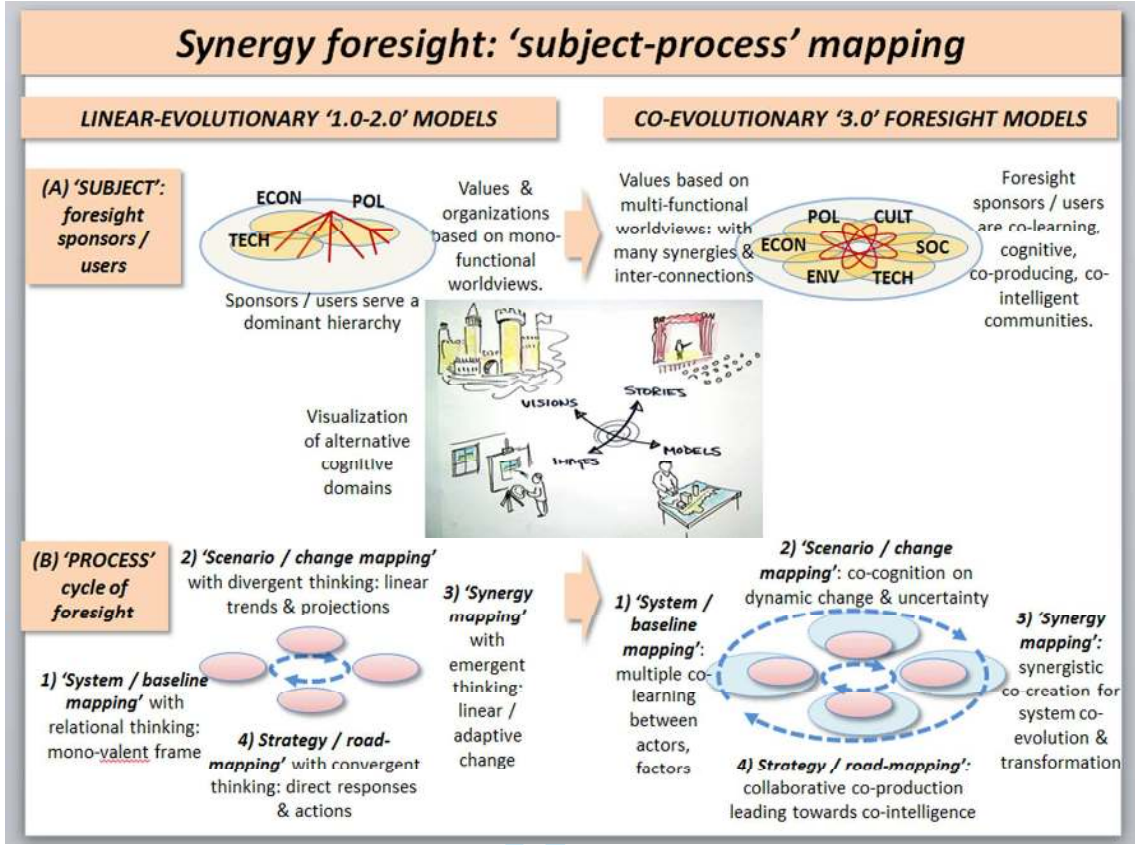 Synergy foresight: ‘subject-process’ mapping
LINEAR-EVOLUTIONARY ‘1.0-2.0’ MODELS
CO-EVOLUTIONARY ‘3.0’ FORESIGHT MODELS
(A) ‘SUBJECT’:
foresight
sponsors /
users
ECON
POL
TECH
Sponsors / users serve a
dominant hierarchy
Values &
organizations
based on mono-
functional
worldviews.
Values based on
multi-functional
worldviews: with
many synergies &
inter-connections
POL
CULT
ECON
SOC
ENV
TECH
Foresight
sponsors / users
are co-learning,
cognitive,
co-producing, co-
intelligent
communities.
Visualization
of alternative
cognitive
domains
VISIONS
STORIES
IMAGES
MODELS
(B) ‘PROCESS’
cycle of
foresight
2) ‘Scenario / change mapping’
with divergent thinking: linear
trends & projections
1) ‘System / baseline
mapping’ with
relational thinking:
mono-valent frame
3) ‘Synergy
mapping’
with
emergent
thinking:
linear /
adaptive
change
4) Strategy / road-
mapping’ with convergent
thinking: direct responses
& actions
1) ‘System /
baseline
mapping’:
multiple co-
learning
between
actors,
factors
2) ‘Scenario / change
mapping’: co-cognition on
dynamic change & uncertainty
3) ‘Synergy
mapping’:
synergistic
co-creation for
system co-
evolution &
transformation
4) Strategy / road-mapping’:
collaborative co-production
leading towards co-intelligence